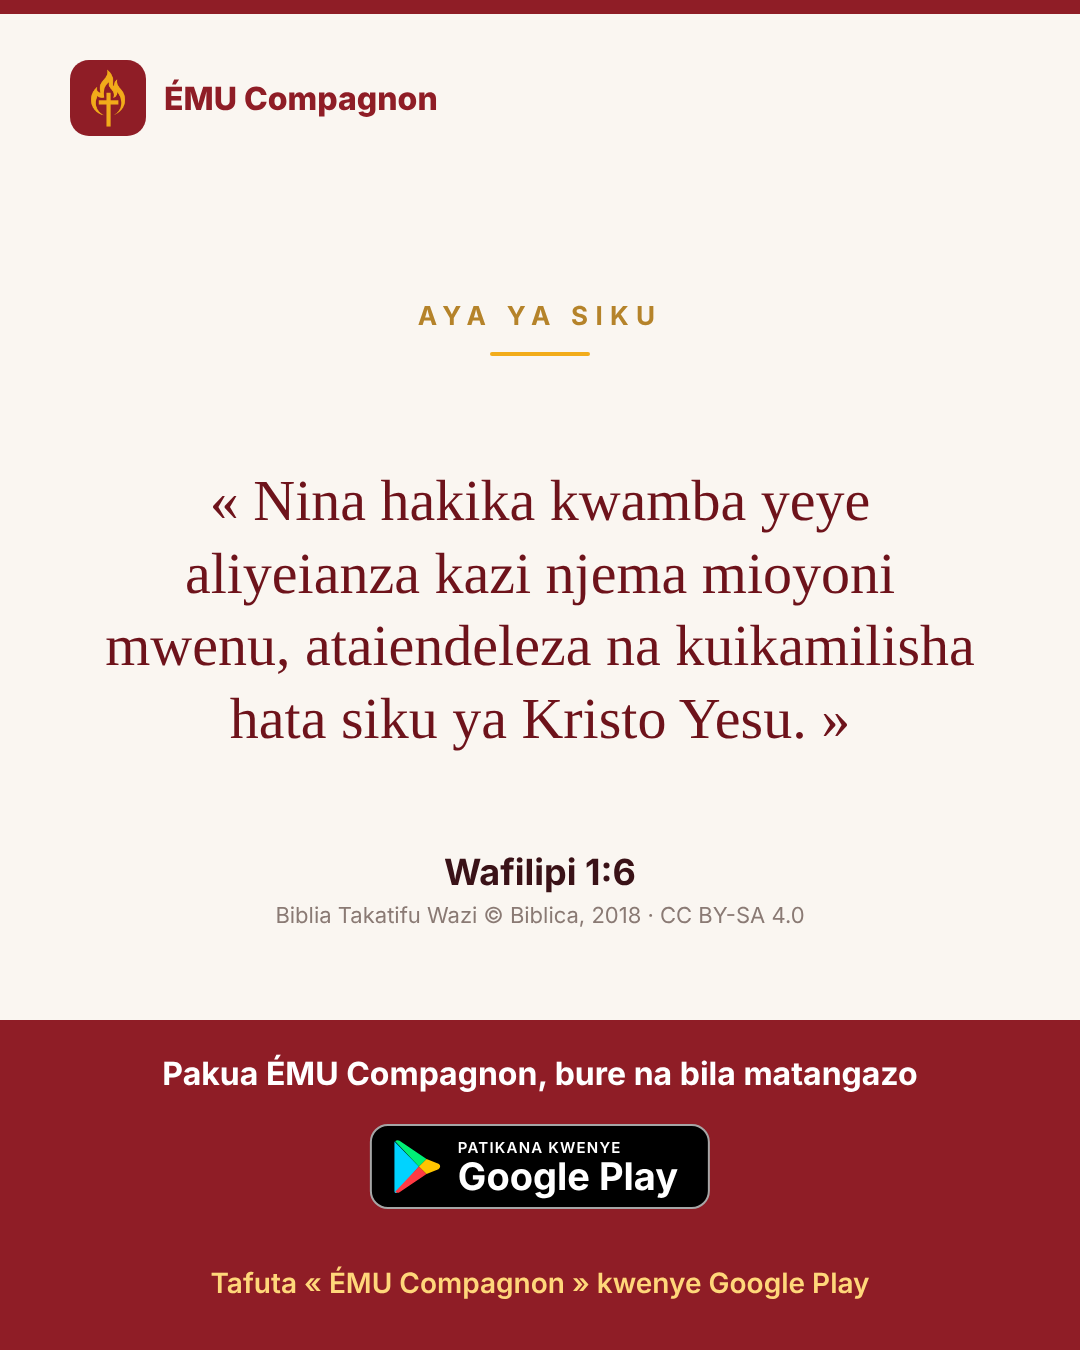 ÉMU Compagnon
AYA YA SIKU
« Nina hakika kwamba yeye
aliyeianza kazi njema mioyoni
mwenu, ataiendeleza na kuikamilisha
hata siku ya Kristo Yesu. »
Wafilipi 1:6
Biblia Takatifu Wazi © Biblica, 2018 · CC BY-SA 4.0
Pakua ÉMU Compagnon, bure na bila matangazo
PATIKANA KWENYE
Google Play
Tafuta « ÉMU Compagnon » kwenye Google Play